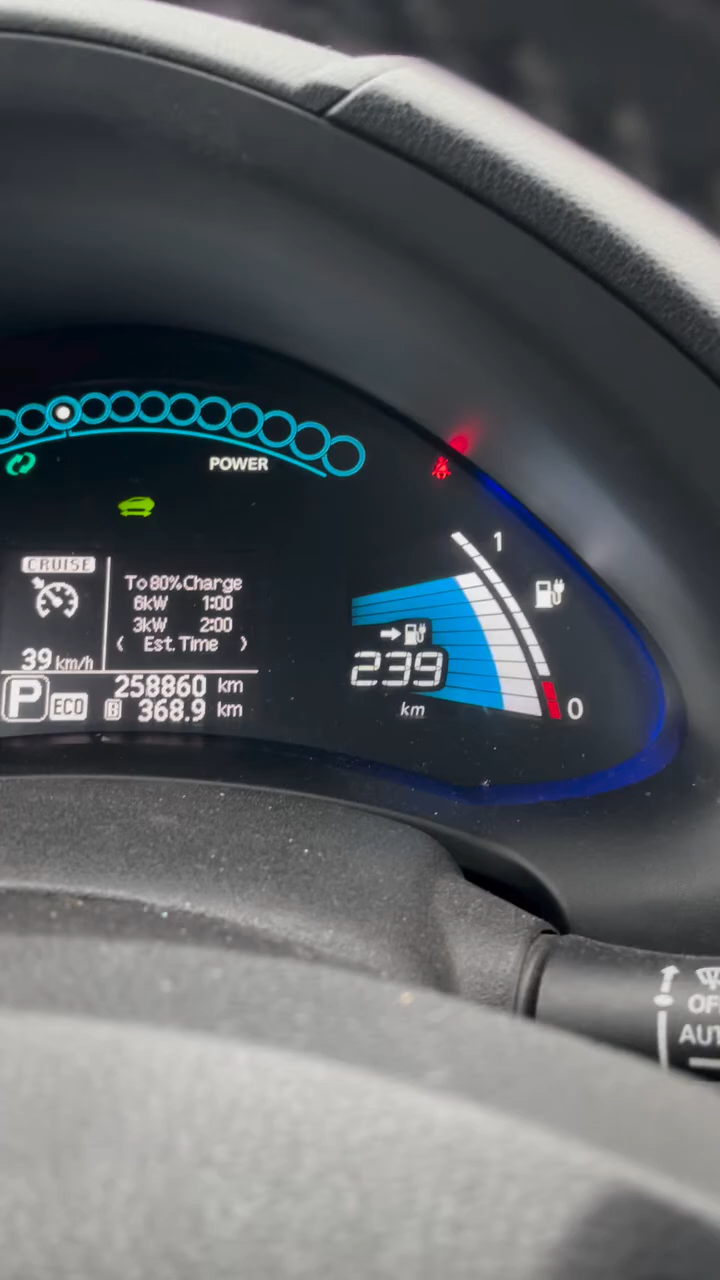 POWER
CRUISE
To 80% Charge
6kW 1:00
3kW 2:00
< Est. Time >
39 km/h
P ECO
258860 km
B 368.9 km
1
239
km
0
OF
AUT